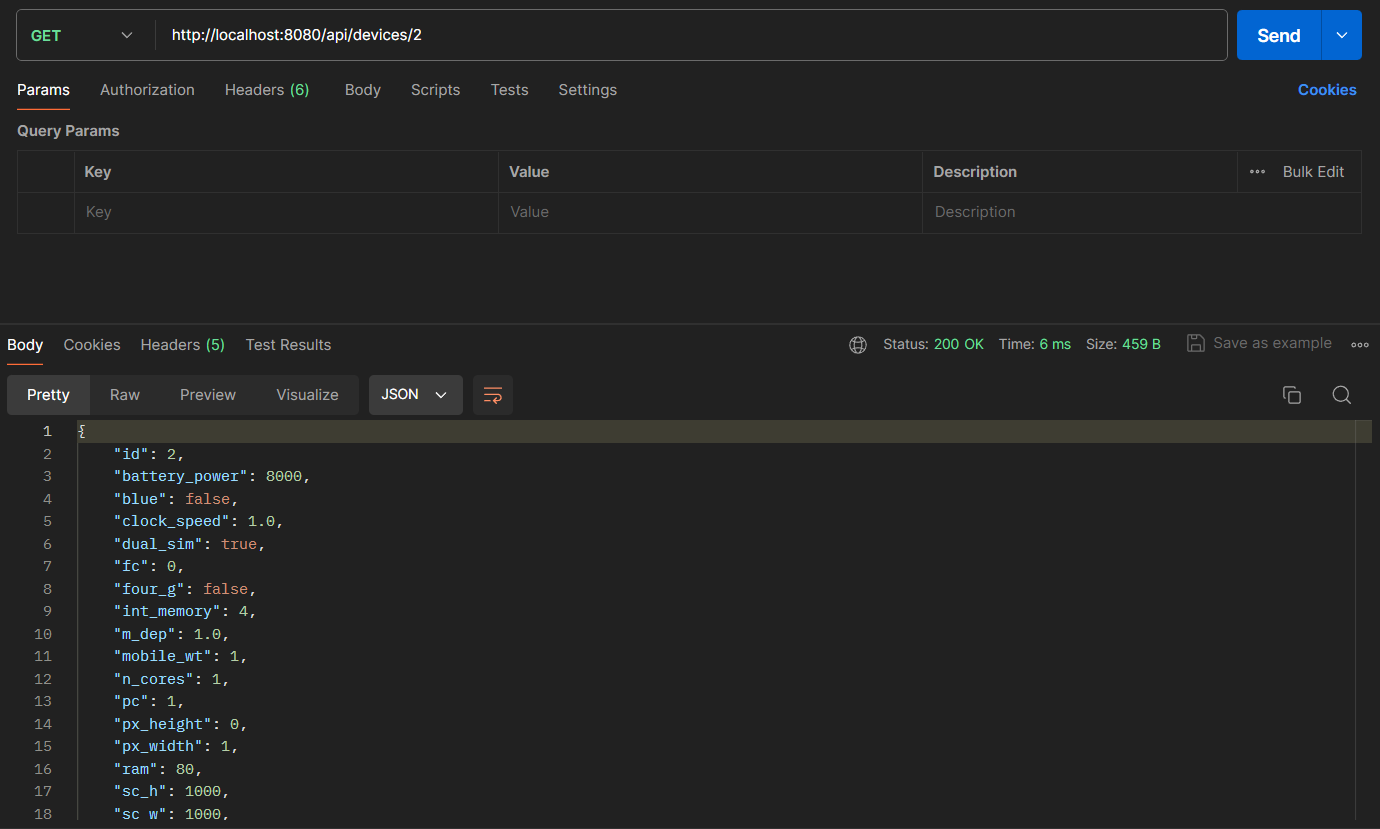 GET http://localhost:8080/api/devices/2 Send
Params Authorization Headers (6) Body Scripts Tests Settings Cookies
Query Params
Key Value Description Bulk Edit
Key Value Description
Body Cookies Headers (5) Test Results Status: 200 OK Time: 6 ms Size: 459 B Save as example
Pretty Raw Preview Visualize JSON
1 {
2 "id": 2,
3 "battery_power": 8000,
4 "blue": false,
5 "clock_speed": 1.0,
6 "dual_sim": true,
7 "fc": 0,
8 "four_g": false,
9 "int_memory": 4,
10 "m_dep": 1.0,
11 "mobile_wt": 1,
12 "n_cores": 1,
13 "pc": 1,
14 "px_height": 0,
15 "px_width": 1,
16 "ram": 80,
17 "sc_h": 1000,
18 "sc_w": 1000,